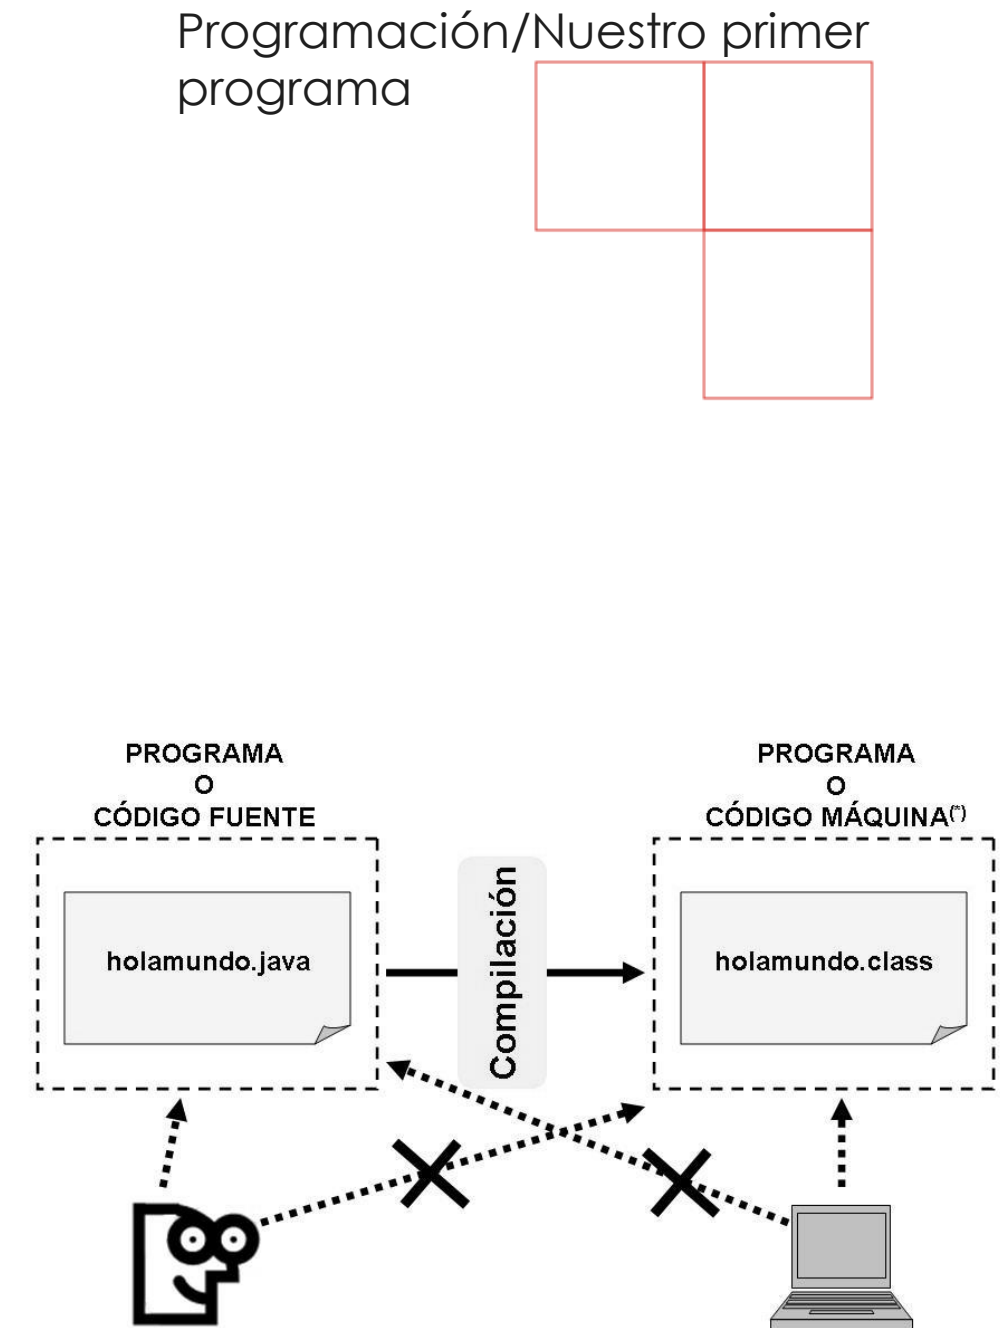 Programación/Nuestro primer
programa
PROGRAMA
O
CÓDIGO FUENTE
PROGRAMA
O
CÓDIGO MÁQUINA(*)
holamundo.java
Compilación
holamundo.class